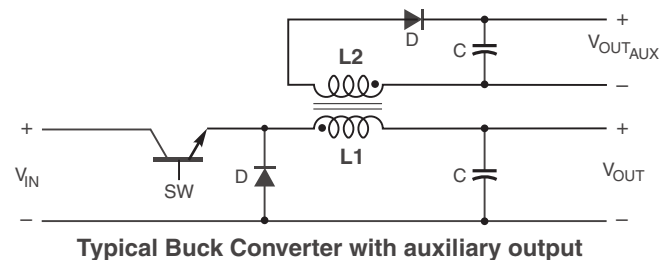 D
C
+
V_OUT_AUX
–
L2
+
V_IN
–
SW
D
L1
C
+
V_OUT
–
Typical Buck Converter with auxiliary output